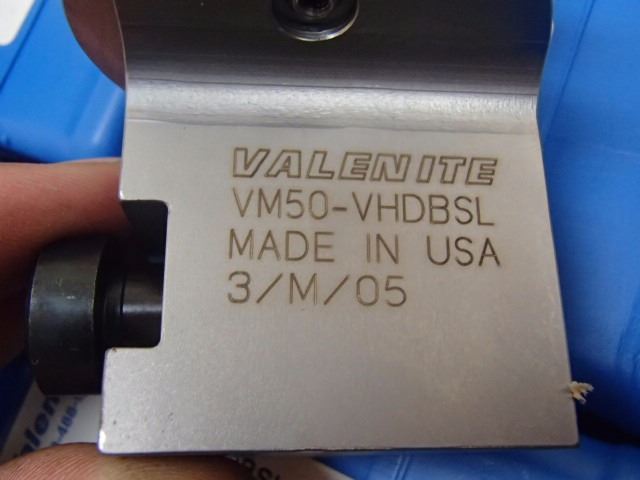 VALENITE
VM50-VHDBSL
MADE IN USA
3/M/05